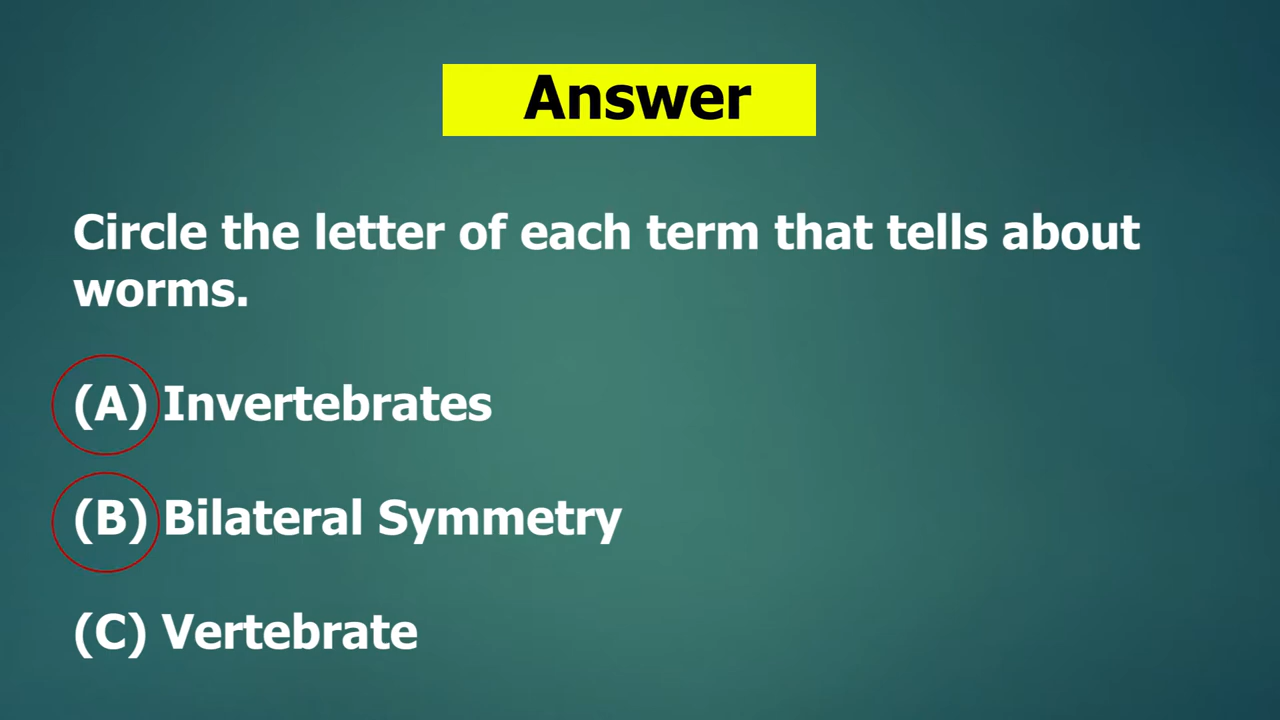 Answer
Circle the letter of each term that tells about
worms.
(A) Invertebrates
(B) Bilateral Symmetry
(C) Vertebrate